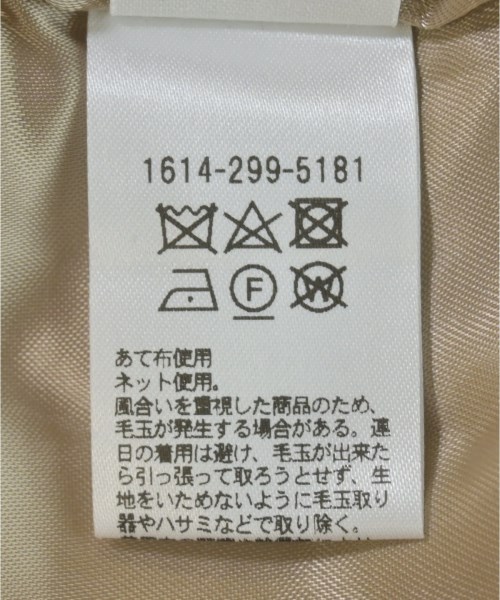 1614-299-5181
F
W
あて布使用
ネット使用。
風合いを重視した商品のため、
毛玉が発生する場合がある。連
日の着用は避け、毛玉が出来た
ら引っ張って取ろうとせず、生
地をいためないように毛玉取り
器やハサミなどで取り除く。